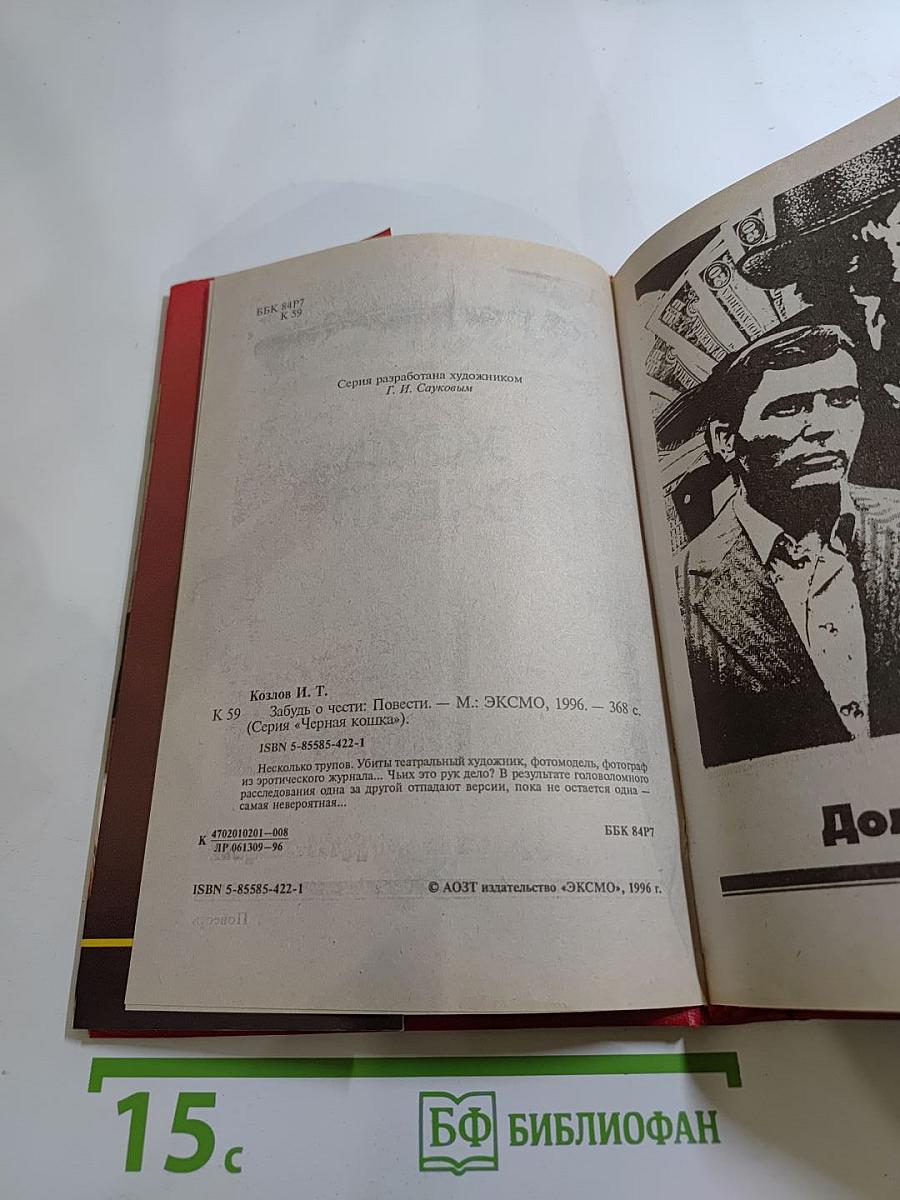 ББК 84Р7
К 59
Серия разработана художником
Г. И. Сауковым
Козлов И. Т.
К 59 Забудь о чести: Повести. — М.: ЭКСМО, 1996. — 368 с.
(Серия «Черная кошка»).
ISBN 5-85585-422-1
Несколько трупов. Убиты театральный художник, фотомодель, фотограф
из эротического журнала... Чьих это рук дело? В результате головоломного
расследования одна за другой отпадают версии, пока не остается одна —
самая невероятная...
К 4702010201—008
ЛР 061309—96
ББК 84Р7
ISBN 5-85585-422-1
© АОЗТ издательство «ЭКСМО», 1996 г.
15 с
БФ БИБЛИОФАН